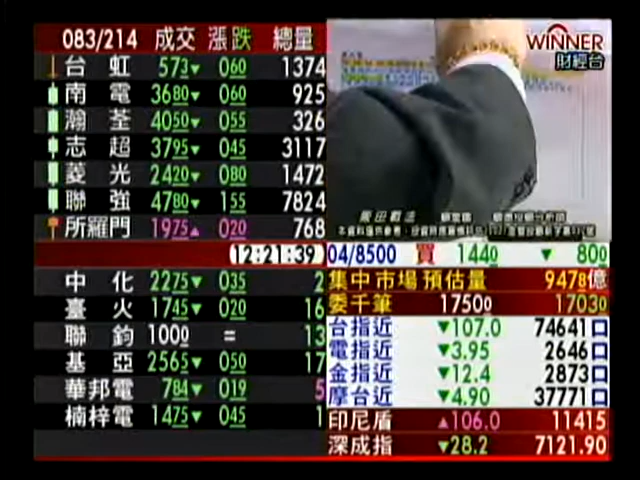 083/214 成交 漲跌 總量
台虹 573▼ 060 1374
南電 3680▼ 060 925
瀚荃 4050▼ 055 326
志超 3795▼ 045 3117
菱光 2420▼ 080 1472
聯強 4780▼ 155 7824
所羅門 1975▲ 020 768
WINNER
財經台
12:21:39
04/8500 買 1440 ▼ 800
中化 2275▼ 035 2
臺火 1745▼ 020 16
聯鈞 1000 = 13
基亞 2565▼ 050 17
華邦電 784▼ 019 5
楠梓電 1475▼ 045 1
集中市場預估量 9478億
委千筆 17500 17030
台指近 ▼107.0 74641口
電指近 ▼3.95 2646口
金指近 ▼12.4 2873口
摩台近 ▼4.90 37771口
印尼盾 ▲106.0 11415
深成指 ▼28.2 7121.90